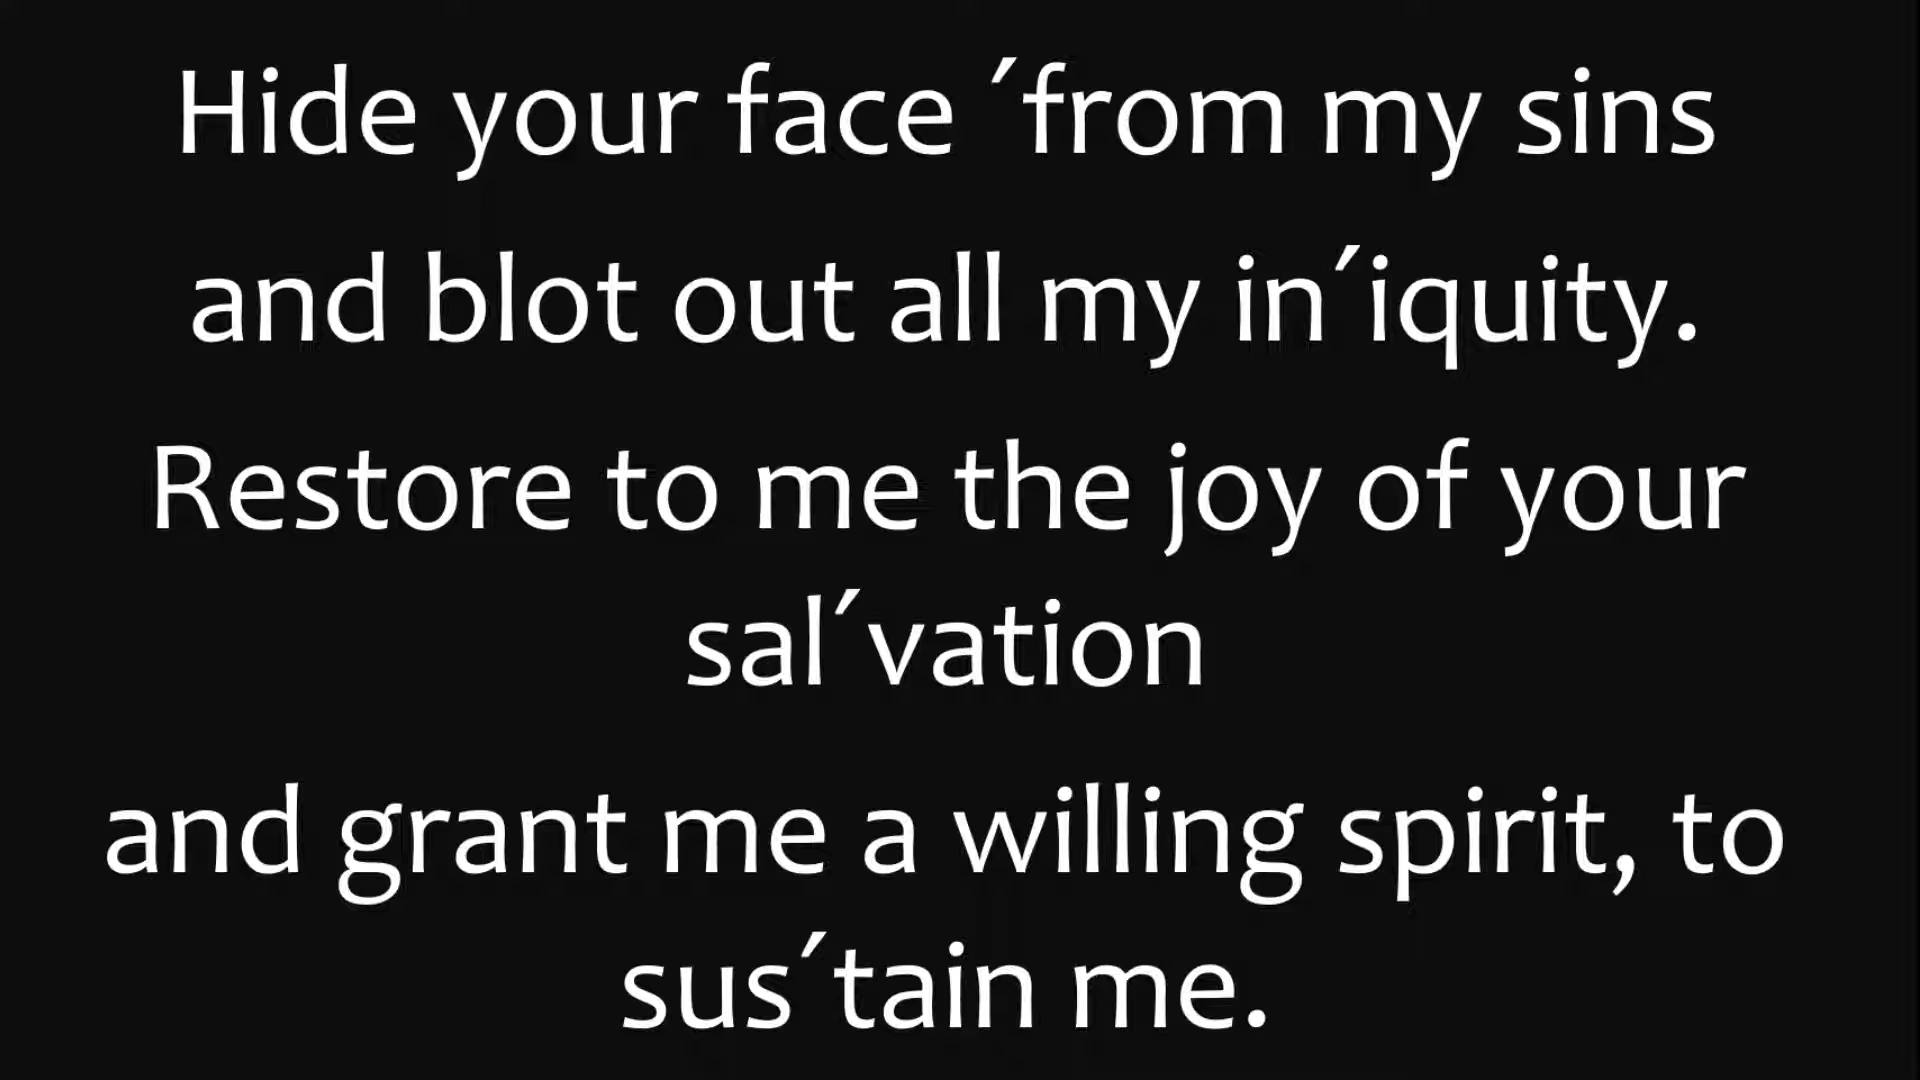 Hide your face ´from my sins
and blot out all my in´iquity.
Restore to me the joy of your
sal´vation
and grant me a willing spirit, to
sus´tain me.